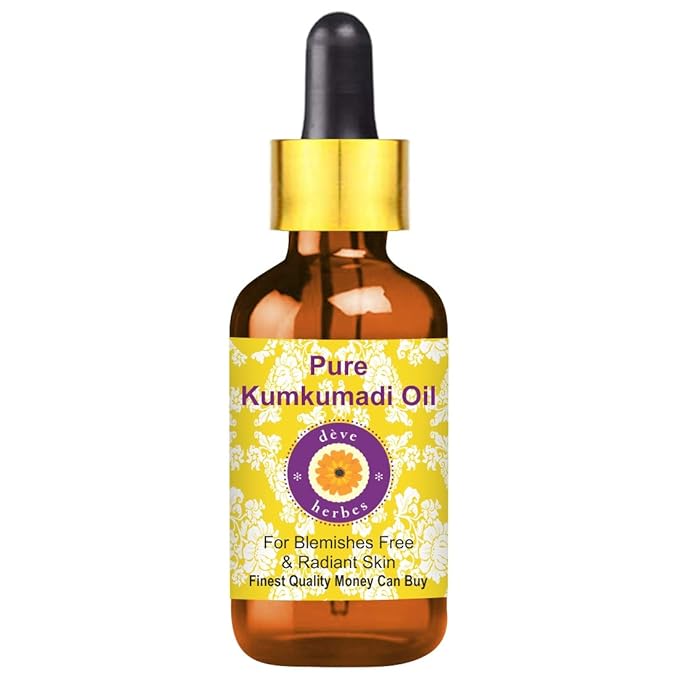 Pure
Kumkumadi Oil
dève
herbes
For Blemishes Free
& Radiant Skin
Finest Quality Money Can Buy